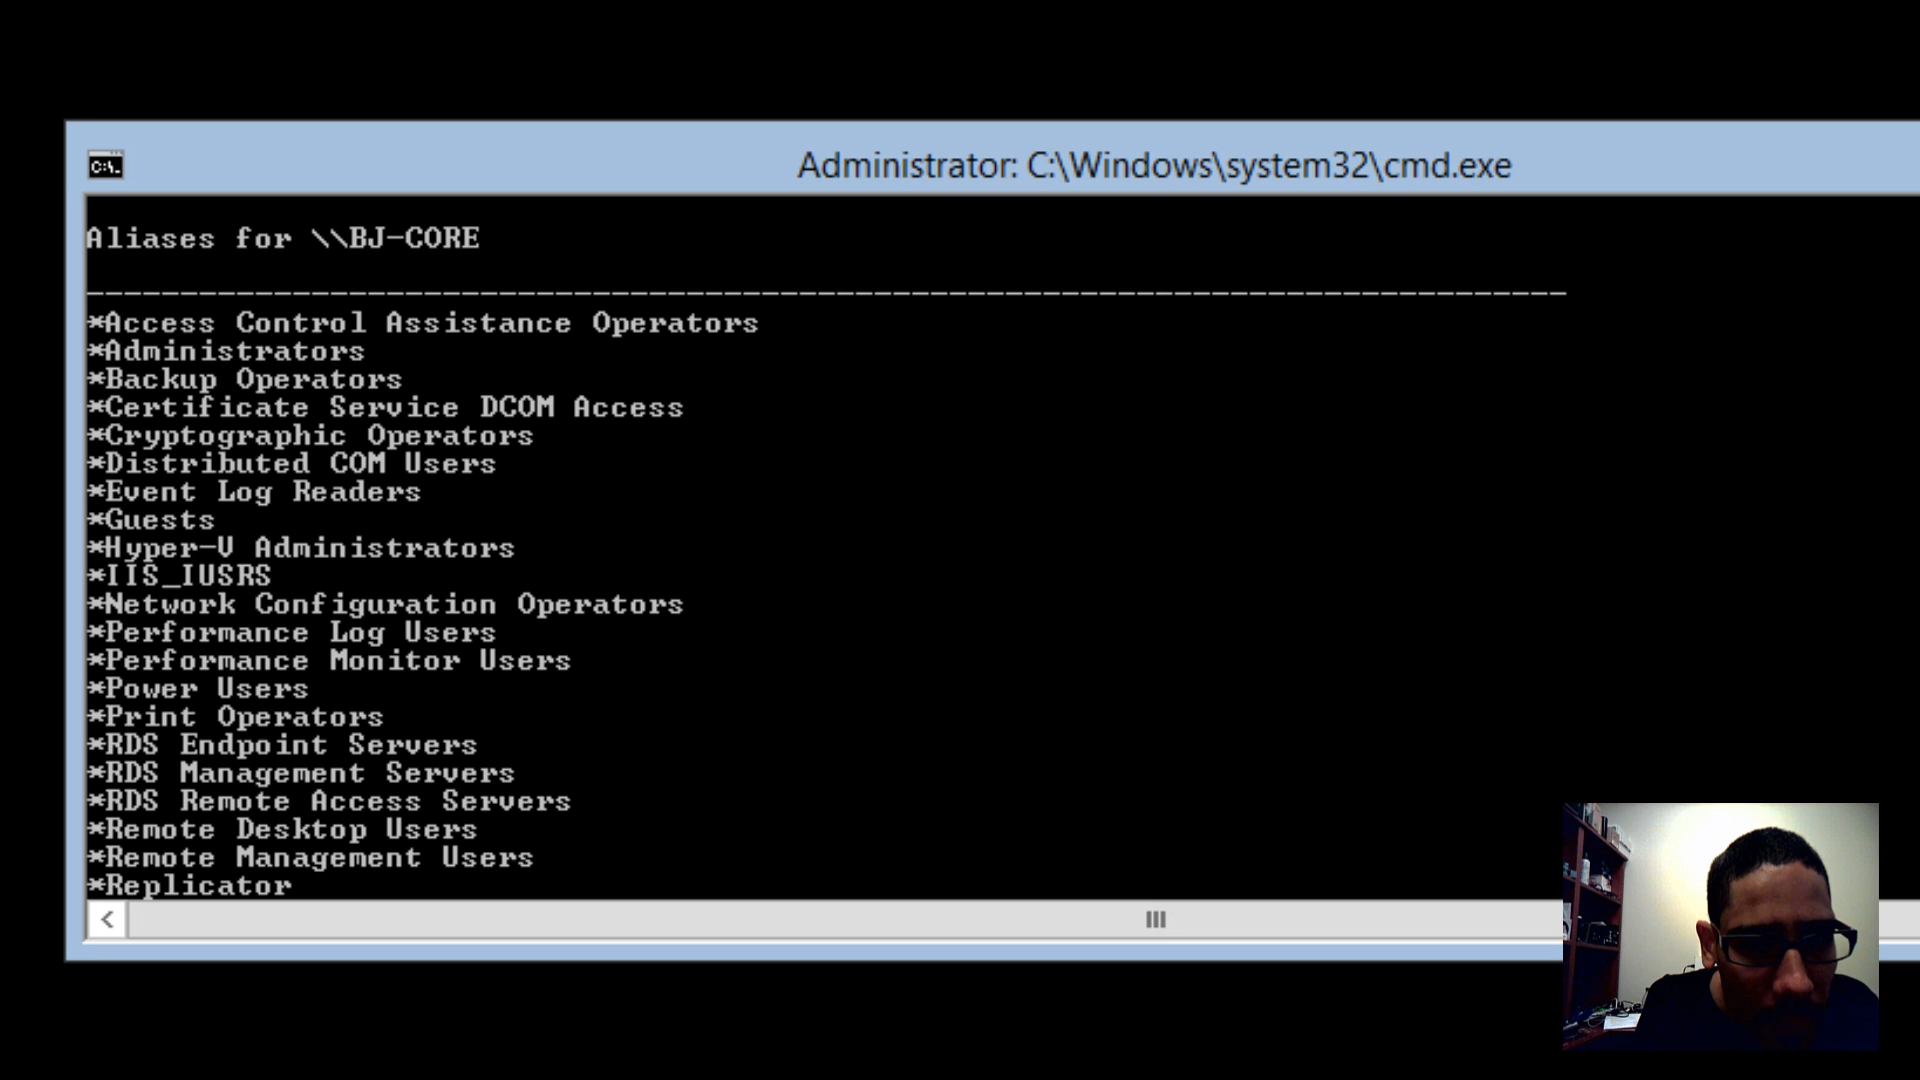 C:\.
Administrator: C:\Windows\system32\cmd.exe
Aliases for \\BJ-CORE
-------------------------------------------------------------------------------
*Access Control Assistance Operators
*Administrators
*Backup Operators
*Certificate Service DCOM Access
*Cryptographic Operators
*Distributed COM Users
*Event Log Readers
*Guests
*Hyper-V Administrators
*IIS_IUSRS
*Network Configuration Operators
*Performance Log Users
*Performance Monitor Users
*Power Users
*Print Operators
*RDS Endpoint Servers
*RDS Management Servers
*RDS Remote Access Servers
*Remote Desktop Users
*Remote Management Users
*Replicator